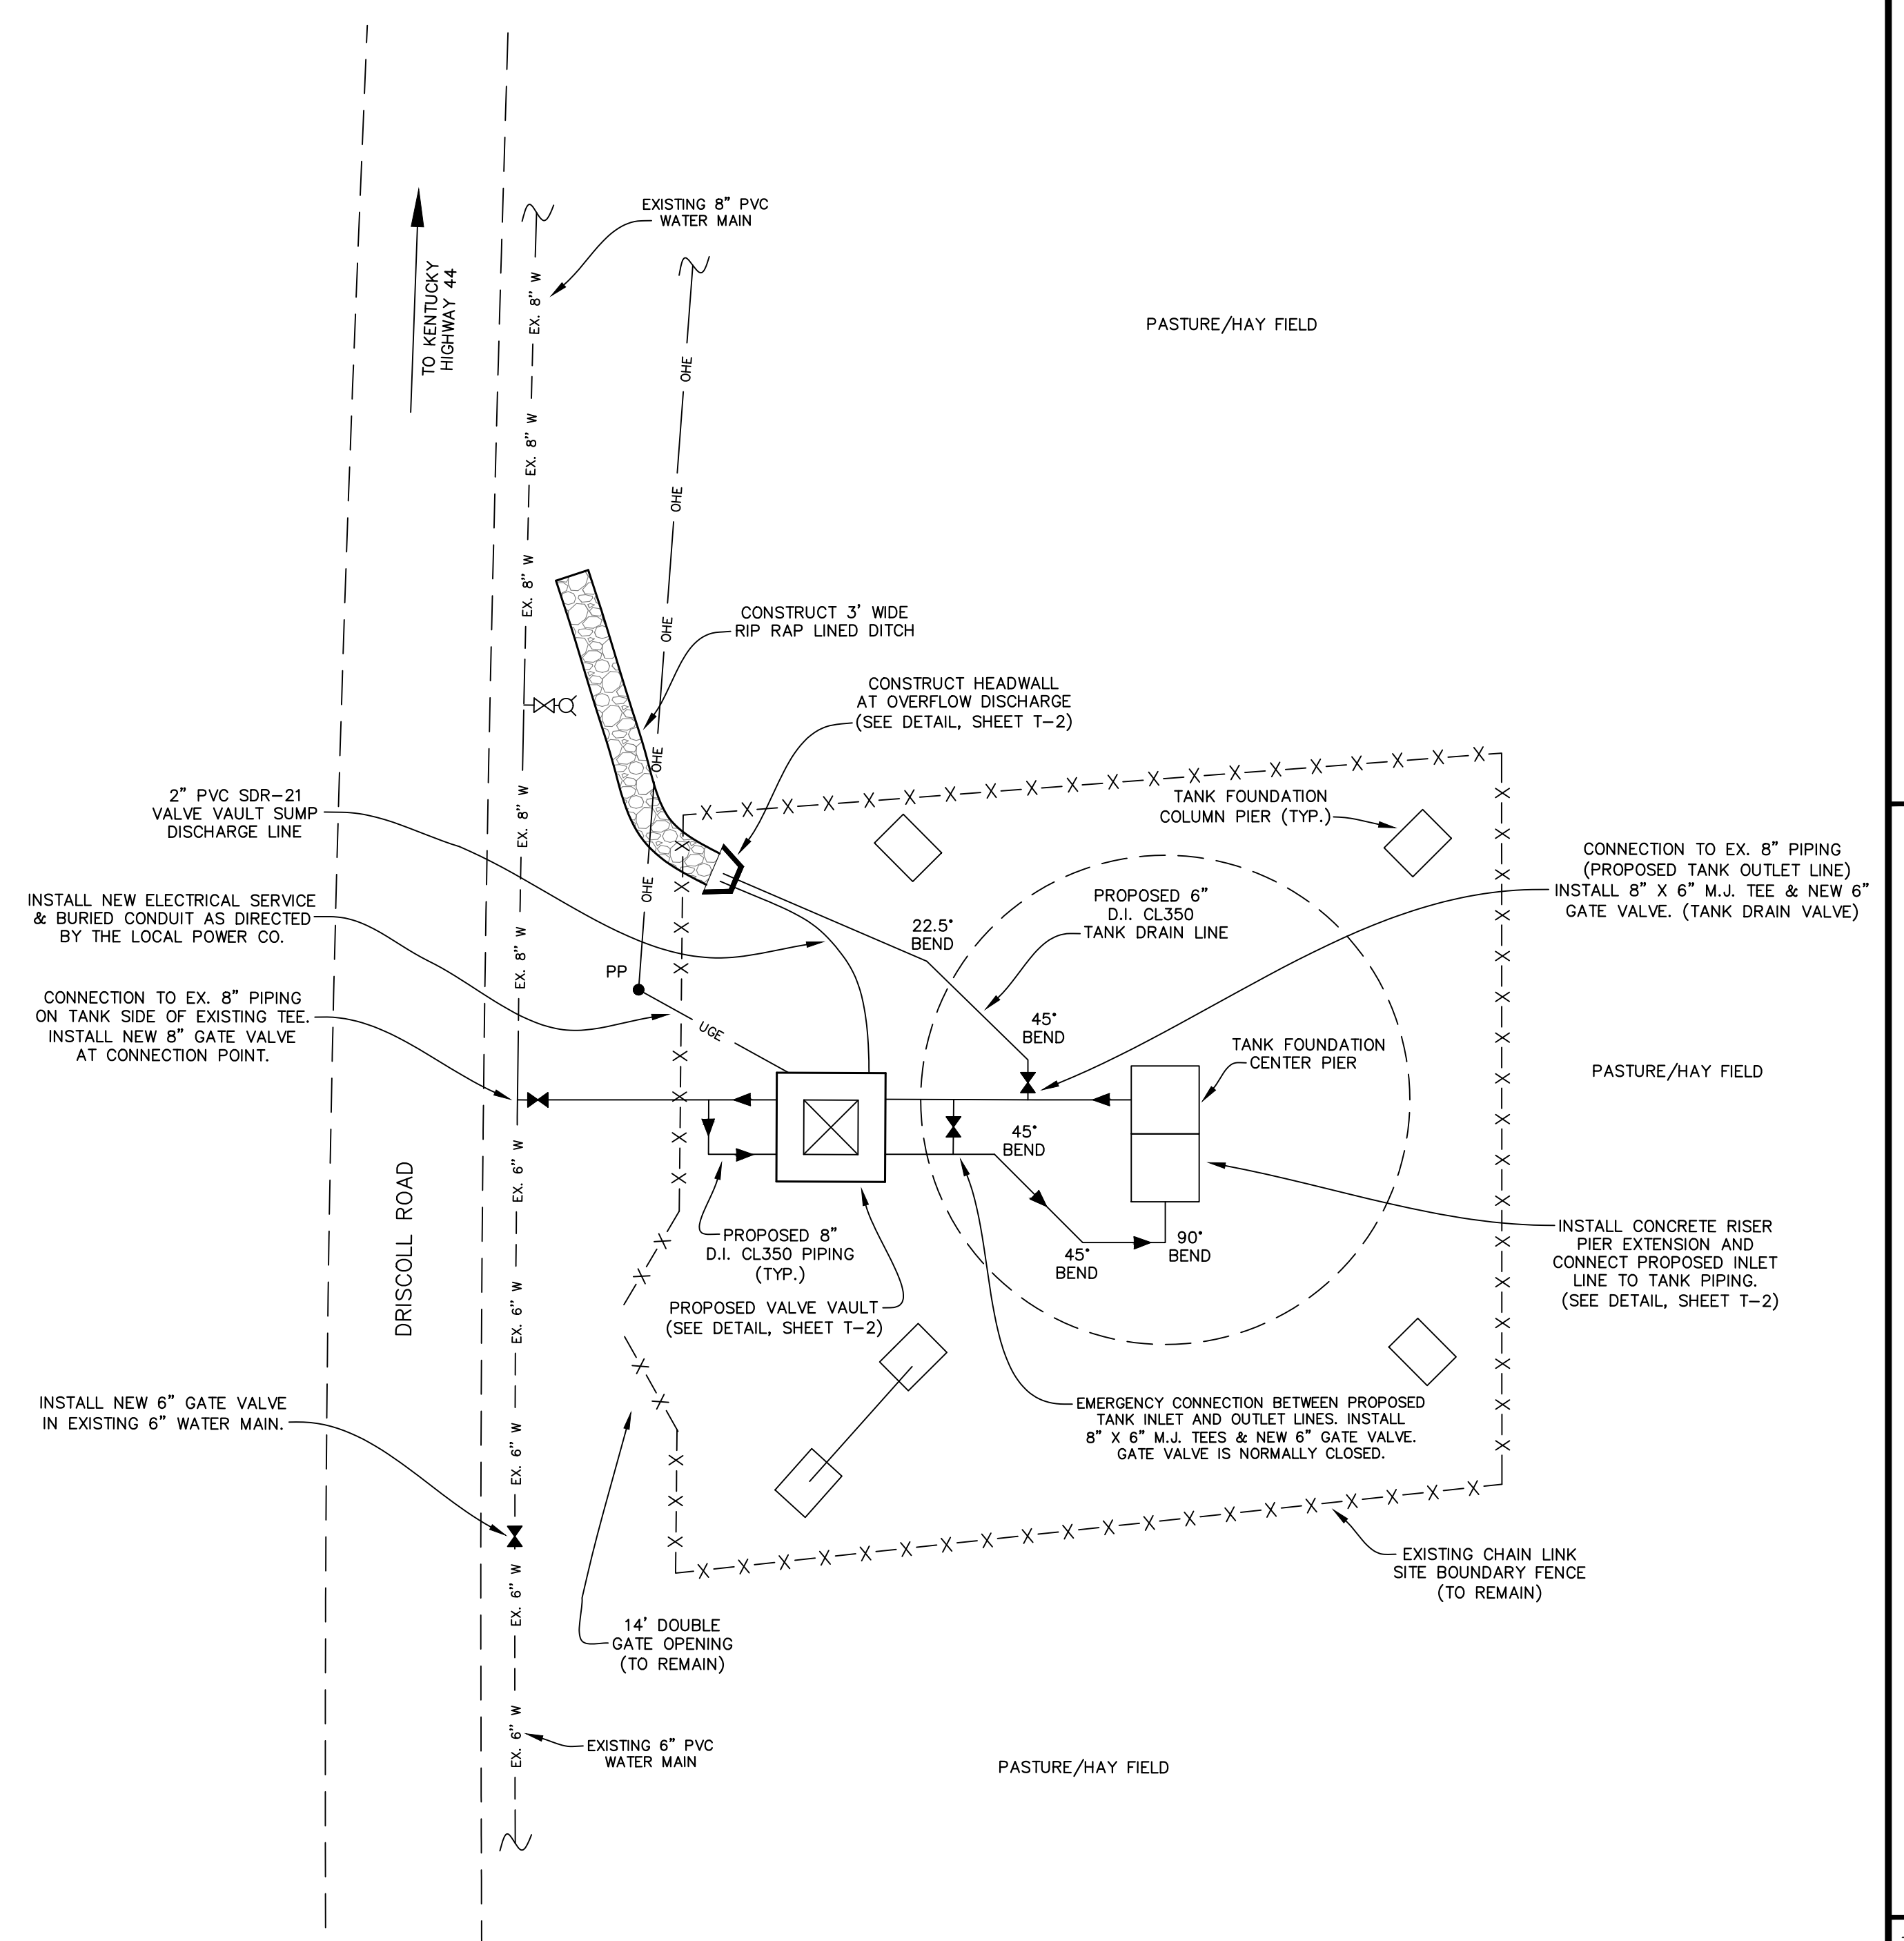 EXISTING 8" PVC
WATER MAIN
TO KENTUCKY
HIGHWAY 44
EX. 8" W
OHE
PASTURE/HAY FIELD
EX. 8" W
OHE
EX. 8" W
CONSTRUCT 3' WIDE
RIP RAP LINED DITCH
OHE
CONSTRUCT HEADWALL
AT OVERFLOW DISCHARGE
(SEE DETAIL, SHEET T-2)
OHE
2" PVC SDR-21
VALVE VAULT SUMP
DISCHARGE LINE
EX. 8" W
TANK FOUNDATION
COLUMN PIER (TYP.)
CONNECTION TO EX. 8" PIPING
(PROPOSED TANK OUTLET LINE)
INSTALL 8" X 6" M.J. TEE & NEW 6"
GATE VALVE. (TANK DRAIN VALVE)
OHE
INSTALL NEW ELECTRICAL SERVICE
& BURIED CONDUIT AS DIRECTED
BY THE LOCAL POWER CO.
PROPOSED 6"
D.I. CL350
TANK DRAIN LINE
22.5°
BEND
EX. 8" W
PP
CONNECTION TO EX. 8" PIPING
ON TANK SIDE OF EXISTING TEE.
INSTALL NEW 8" GATE VALVE
AT CONNECTION POINT.
UGE
45°
BEND
TANK FOUNDATION
CENTER PIER
PASTURE/HAY FIELD
45°
BEND
EX. 6" W
DRISCOLL ROAD
PROPOSED 8"
D.I. CL350 PIPING
(TYP.)
45°
BEND
90°
BEND
INSTALL CONCRETE RISER
PIER EXTENSION AND
CONNECT PROPOSED INLET
LINE TO TANK PIPING.
(SEE DETAIL, SHEET T-2)
EX. 6" W
PROPOSED VALVE VAULT
(SEE DETAIL, SHEET T-2)
INSTALL NEW 6" GATE VALVE
IN EXISTING 6" WATER MAIN.
EMERGENCY CONNECTION BETWEEN PROPOSED
TANK INLET AND OUTLET LINES. INSTALL
8" X 6" M.J. TEES & NEW 6" GATE VALVE.
GATE VALVE IS NORMALLY CLOSED.
EX. 6" W
EXISTING CHAIN LINK
SITE BOUNDARY FENCE
(TO REMAIN)
EX. 6" W
14' DOUBLE
GATE OPENING
(TO REMAIN)
EX. 6" W
EXISTING 6" PVC
WATER MAIN
PASTURE/HAY FIELD